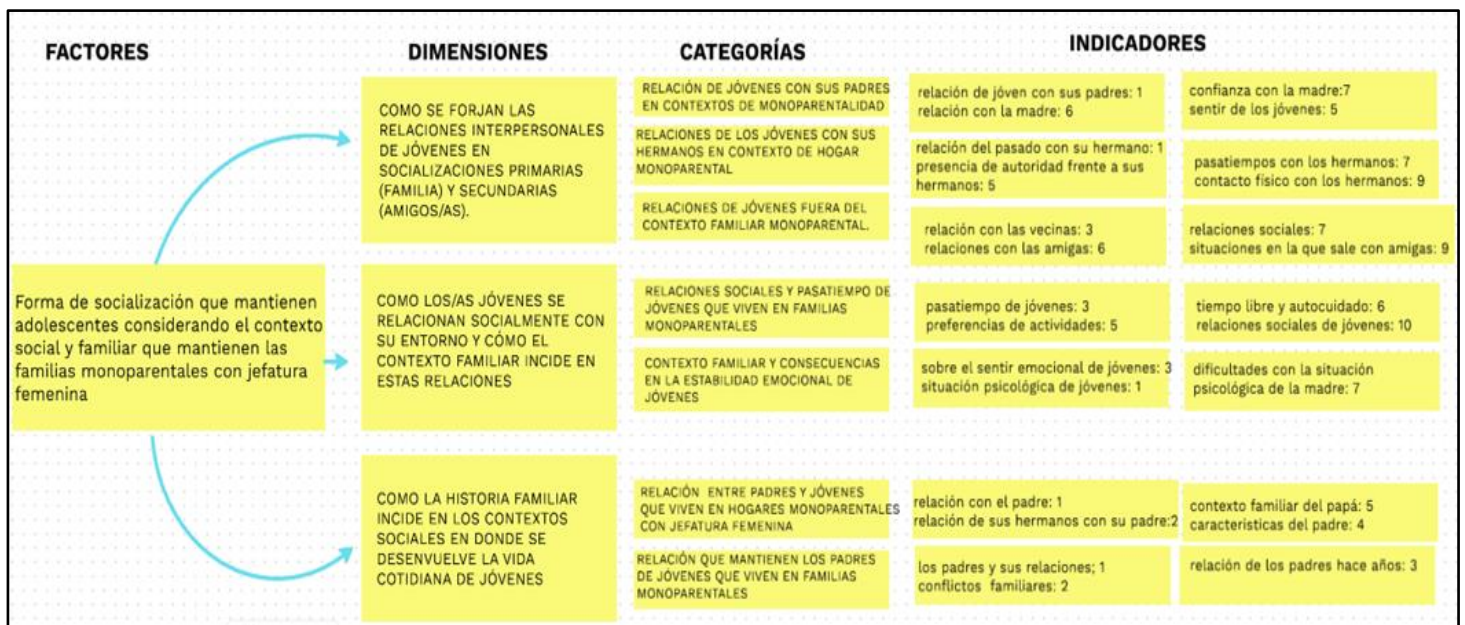 FACTORES
DIMENSIONES
CATEGORÍAS
INDICADORES
Forma de socialización que mantienen
adolescentes considerando el contexto
social y familiar que mantienen las
familias monoparentales con jefatura
femenina
COMO SE FORJAN LAS
RELACIONES INTERPERSONALES
DE JÓVENES EN
SOCIALIZACIONES PRIMARIAS
(FAMILIA) Y SECUNDARIAS
(AMIGOS/AS).
RELACIÓN DE JÓVENES CON SUS PADRES
EN CONTEXTOS DE MONOPARENTALIDAD
relación de jóven con sus padres: 1
relación con la madre: 6
confianza con la madre:7
sentir de los jóvenes: 5
RELACIONES DE LOS JÓVENES CON SUS
HERMANOS EN CONTEXTO DE HOGAR
MONOPARENTAL
relación del pasado con su hermano: 1
presencia de autoridad frente a sus
hermanos: 5
pasatiempos con los hermanos: 7
contacto físico con los hermanos: 9
RELACIONES DE JÓVENES FUERA DEL
CONTEXTO FAMILIAR MONOPARENTAL.
relación con las vecinas: 3
relaciones con las amigas: 6
relaciones sociales: 7
situaciones en la que sale con amigas: 9
COMO LOS/AS JÓVENES SE
RELACIONAN SOCIALMENTE CON
SU ENTORNO Y CÓMO EL
CONTEXTO FAMILIAR INCIDE EN
ESTAS RELACIONES
RELACIONES SOCIALES Y PASATIEMPO DE
JÓVENES QUE VIVEN EN FAMILIAS
MONOPARENTALES
pasatiempo de jóvenes: 3
preferencias de actividades: 5
tiempo libre y autocuidado: 6
relaciones sociales de jóvenes: 10
CONTEXTO FAMILIAR Y CONSECUENCIAS
EN LA ESTABILIDAD EMOCIONAL DE
JÓVENES
sobre el sentir emocional de jóvenes: 3
situación psicológica de jóvenes: 1
dificultades con la situación
psicológica de la madre: 7
COMO LA HISTORIA FAMILIAR
INCIDE EN LOS CONTEXTOS
SOCIALES EN DONDE SE
DESENVUELVE LA VIDA
COTIDIANA DE JÓVENES
RELACIÓN ENTRE PADRES Y JÓVENES
QUE VIVEN EN HOGARES MONOPARENTALES
CON JEFATURA FEMENINA
relación con el padre: 1
relación de sus hermanos con su padre:2
contexto familiar del papá: 5
características del padre: 4
RELACIÓN QUE MANTIENEN LOS PADRES
DE JÓVENES QUE VIVEN EN FAMILIAS
MONOPARENTALES
los padres y sus relaciones; 1
conflictos familiares: 2
relación de los padres hace años: 3